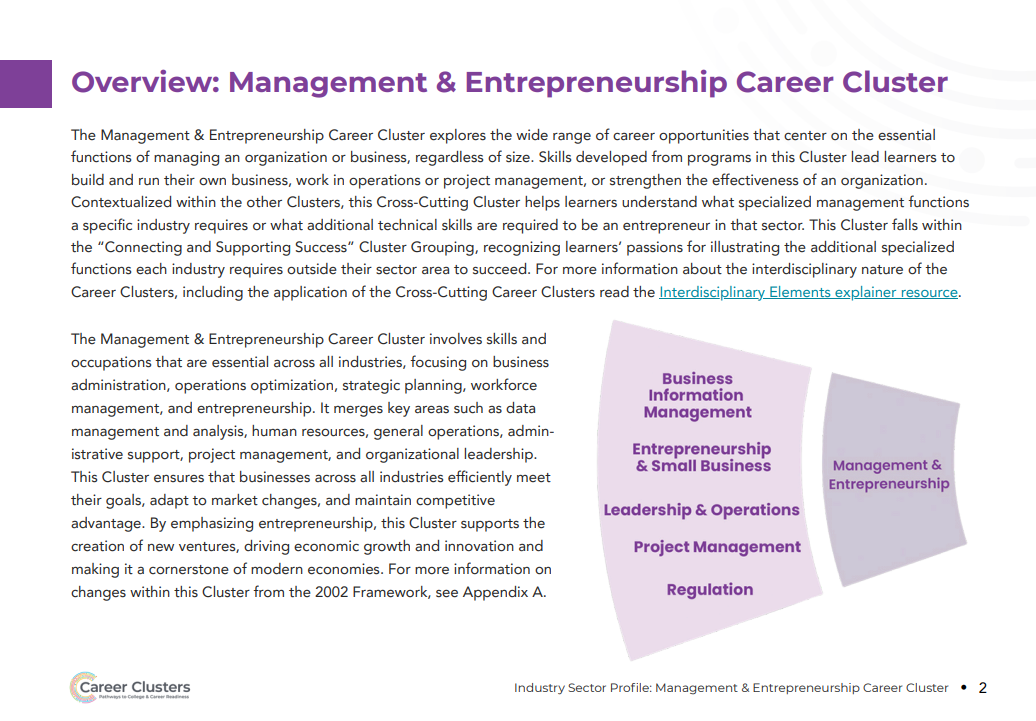 Overview: Management & Entrepreneurship Career Cluster
The Management & Entrepreneurship Career Cluster explores the wide range of career opportunities that center on the essential
functions of managing an organization or business, regardless of size. Skills developed from programs in this Cluster lead learners to
build and run their own business, work in operations or project management, or strengthen the effectiveness of an organization.
Contextualized within the other Clusters, this Cross-Cutting Cluster helps learners understand what specialized management functions
a specific industry requires or what additional technical skills are required to be an entrepreneur in that sector. This Cluster falls within
the “Connecting and Supporting Success” Cluster Grouping, recognizing learners’ passions for illustrating the additional specialized
functions each industry requires outside their sector area to succeed. For more information about the interdisciplinary nature of the
Career Clusters, including the application of the Cross-Cutting Career Clusters read the Interdisciplinary Elements explainer resource.
The Management & Entrepreneurship Career Cluster involves skills and
occupations that are essential across all industries, focusing on business
administration, operations optimization, strategic planning, workforce
management, and entrepreneurship. It merges key areas such as data
management and analysis, human resources, general operations, admin-
istrative support, project management, and organizational leadership.
This Cluster ensures that businesses across all industries efficiently meet
their goals, adapt to market changes, and maintain competitive
advantage. By emphasizing entrepreneurship, this Cluster supports the
creation of new ventures, driving economic growth and innovation and
making it a cornerstone of modern economies. For more information on
changes within this Cluster from the 2002 Framework, see Appendix A.
Business
Information
Management
Entrepreneurship
& Small Business
Leadership & Operations
Project Management
Regulation
Management &
Entrepreneurship
Career Clusters
Pathways to College & Career Readiness
Industry Sector Profile: Management & Entrepreneurship Career Cluster • 2